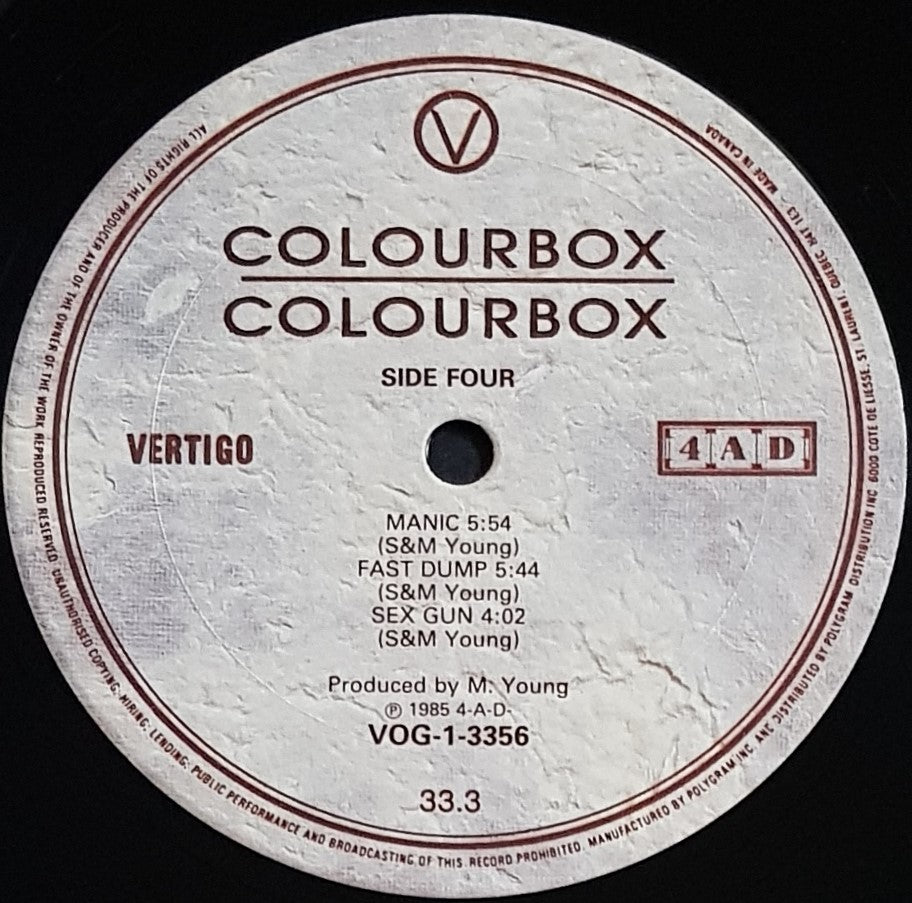 V
COLOURBOX
COLOURBOX
SIDE FOUR
VERTIGO
4AD
MANIC 5:54
(S&M Young)
FAST DUMP 5:44
(S&M Young)
SEX GUN 4:02
(S&M Young)
Produced by M. Young
℗ 1985 4-A-D-
VOG-1-3356
33.3
ALL RIGHTS OF THE PRODUCER AND OF THE OWNER OF THE WORK REPRODUCED RESERVED. UNAUTHORISED COPYING, HIRING, LENDING, PUBLIC PERFORMANCE AND BROADCASTING OF THIS RECORD PROHIBITED. MANUFACTURED BY POLYGRAM INC. AND DISTRIBUTED BY POLYGRAM DISTRIBUTION INC 6000 COTE DE LIESSE, ST. LAURENT, QUEBEC H4T 1E3 - MADE IN CANADA